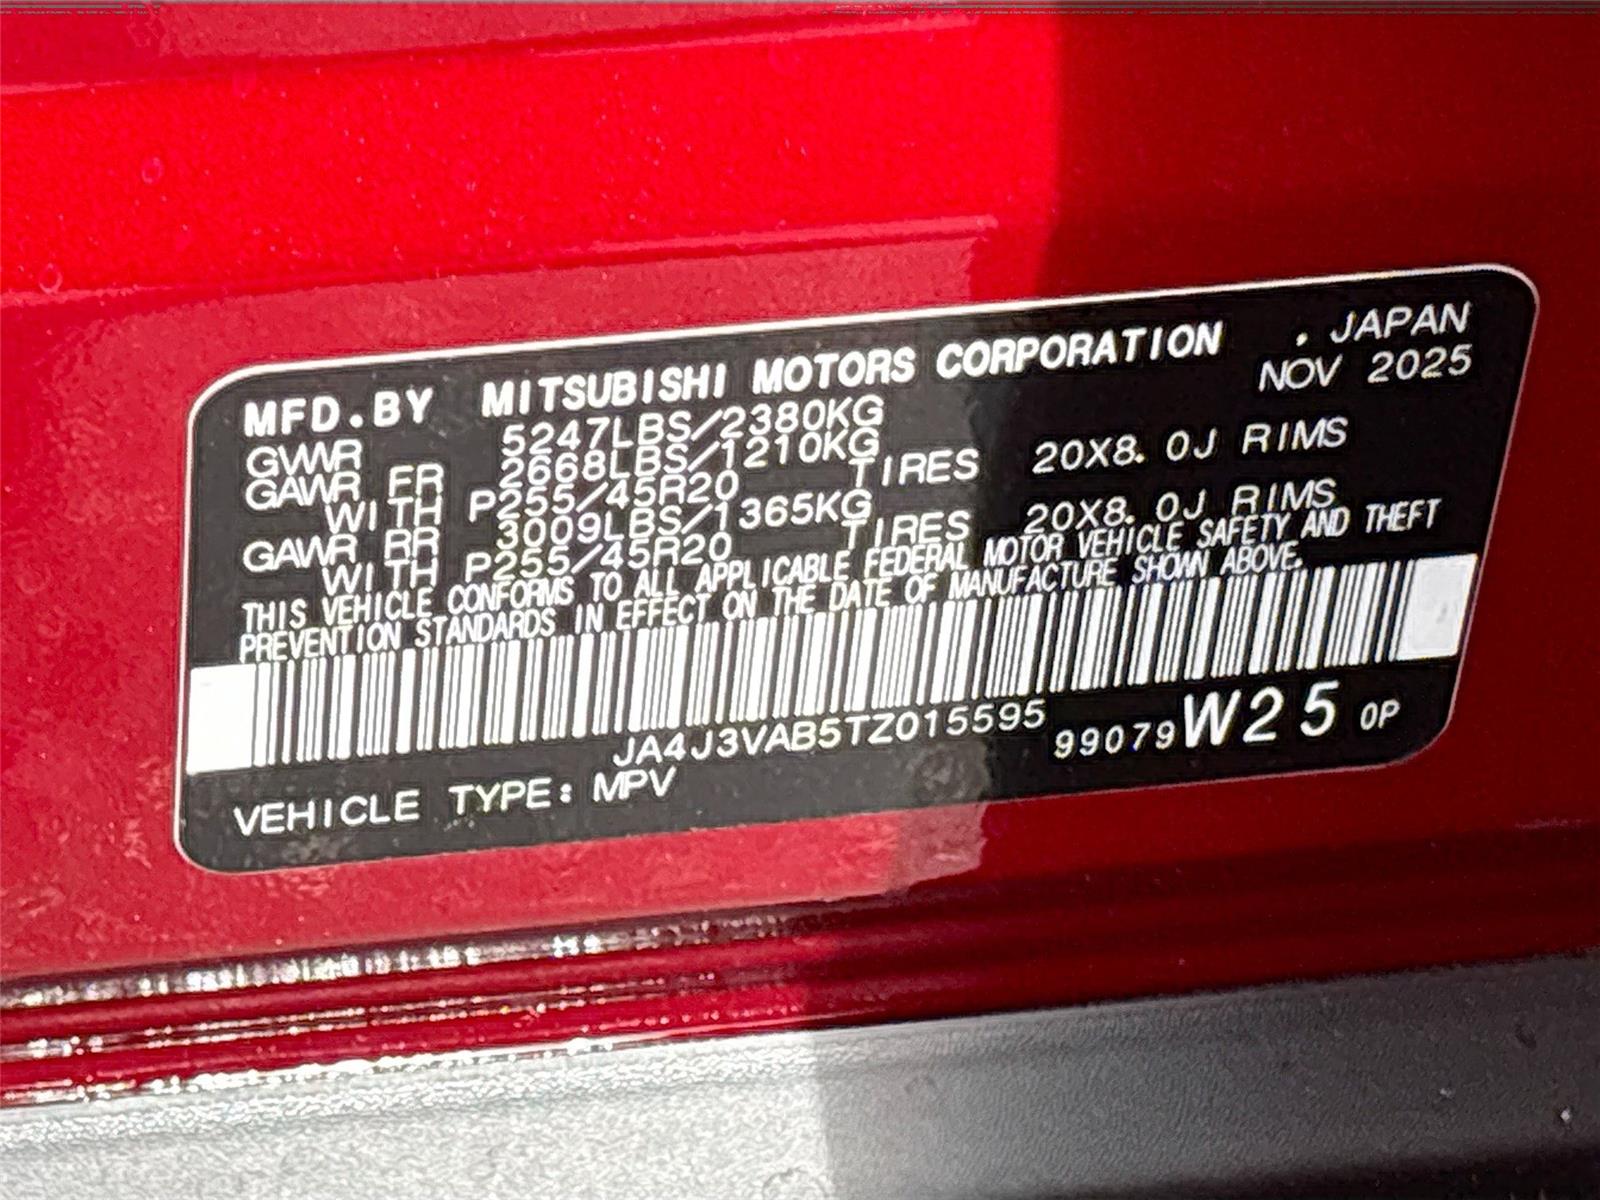 MFD.BY MITSUBISHI MOTORS CORPORATION . JAPAN
NOV 2025
GVWR 5247LBS/2380KG
GAWR FR 2668LBS/1210KG
WITH P255/45R20 TIRES 20X8.0J RIMS
GAWR RR 3009LBS/1365KG
WITH P255/45R20 TIRES 20X8.0J RIMS
THIS VEHICLE CONFORMS TO ALL APPLICABLE FEDERAL MOTOR VEHICLE SAFETY AND THEFT
PREVENTION STANDARDS IN EFFECT ON THE DATE OF MANUFACTURE SHOWN ABOVE.
JA4J3VAB5TZ015595 99079 W25 0P
VEHICLE TYPE: MPV